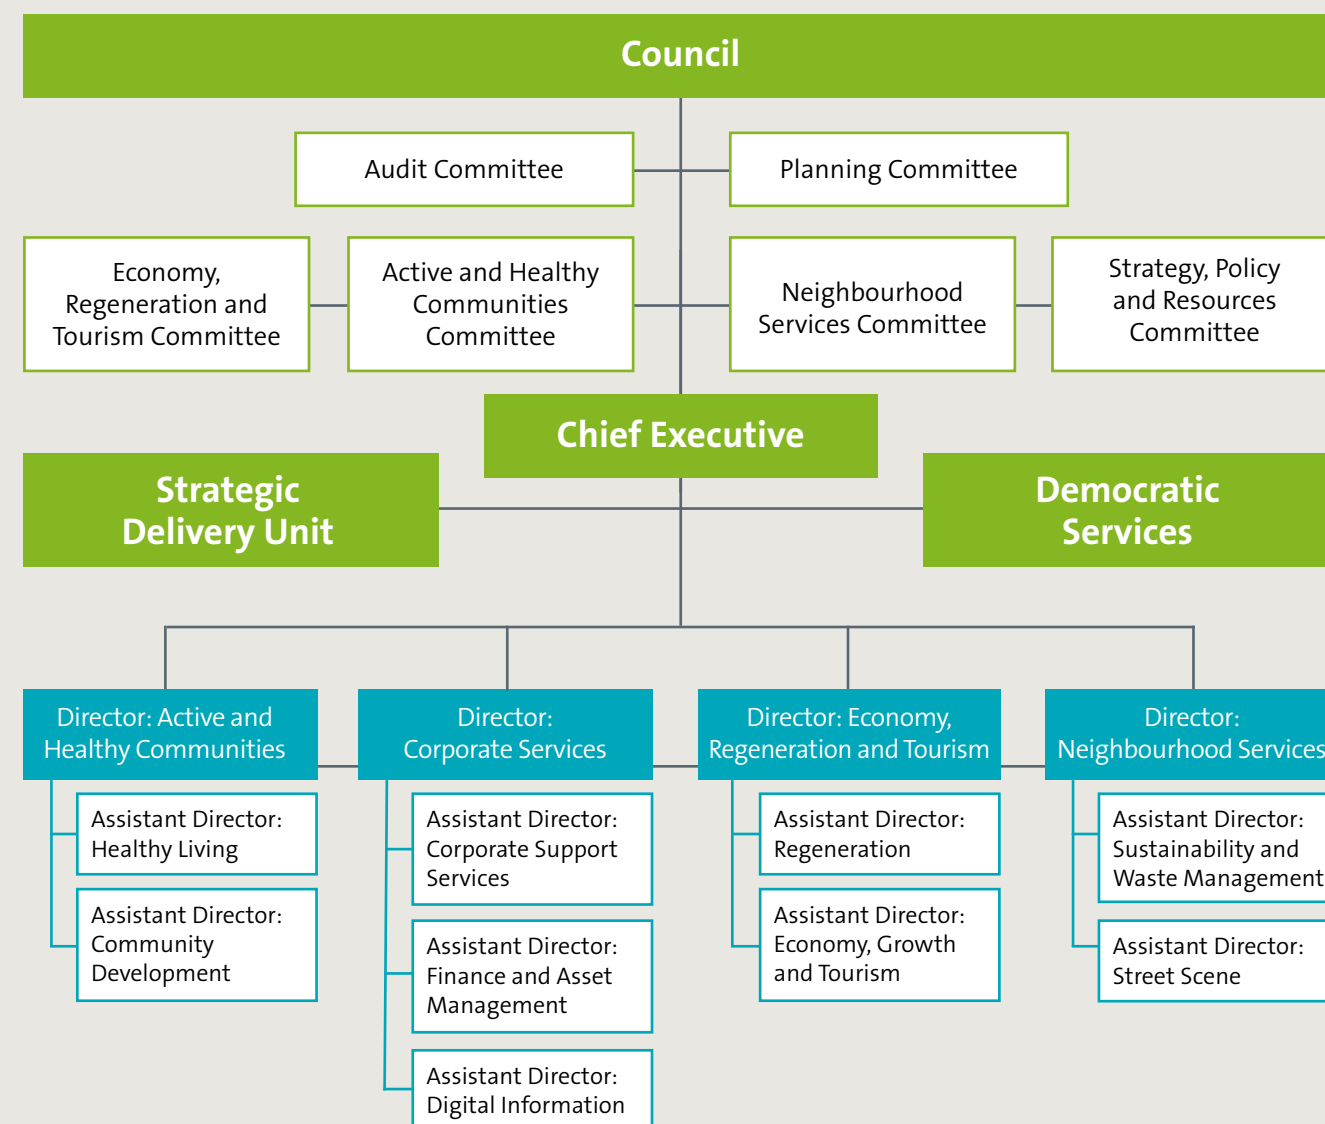 Council
Audit Committee
Planning Committee
Economy,
Regeneration and
Tourism Committee
Active and Healthy
Communities
Committee
Neighbourhood
Services Committee
Strategy, Policy
and Resources
Committee
Chief Executive
Strategic
Delivery Unit
Democratic
Services
Director: Active and
Healthy Communities
Director:
Corporate Services
Director: Economy,
Regeneration and Tourism
Director:
Neighbourhood Services
Assistant Director:
Healthy Living
Assistant Director:
Community
Development
Assistant Director:
Corporate Support
Services
Assistant Director:
Finance and Asset
Management
Assistant Director:
Digital Information
Assistant Director:
Regeneration
Assistant Director:
Economy, Growth
and Tourism
Assistant Director:
Sustainability and
Waste Management
Assistant Director:
Street Scene